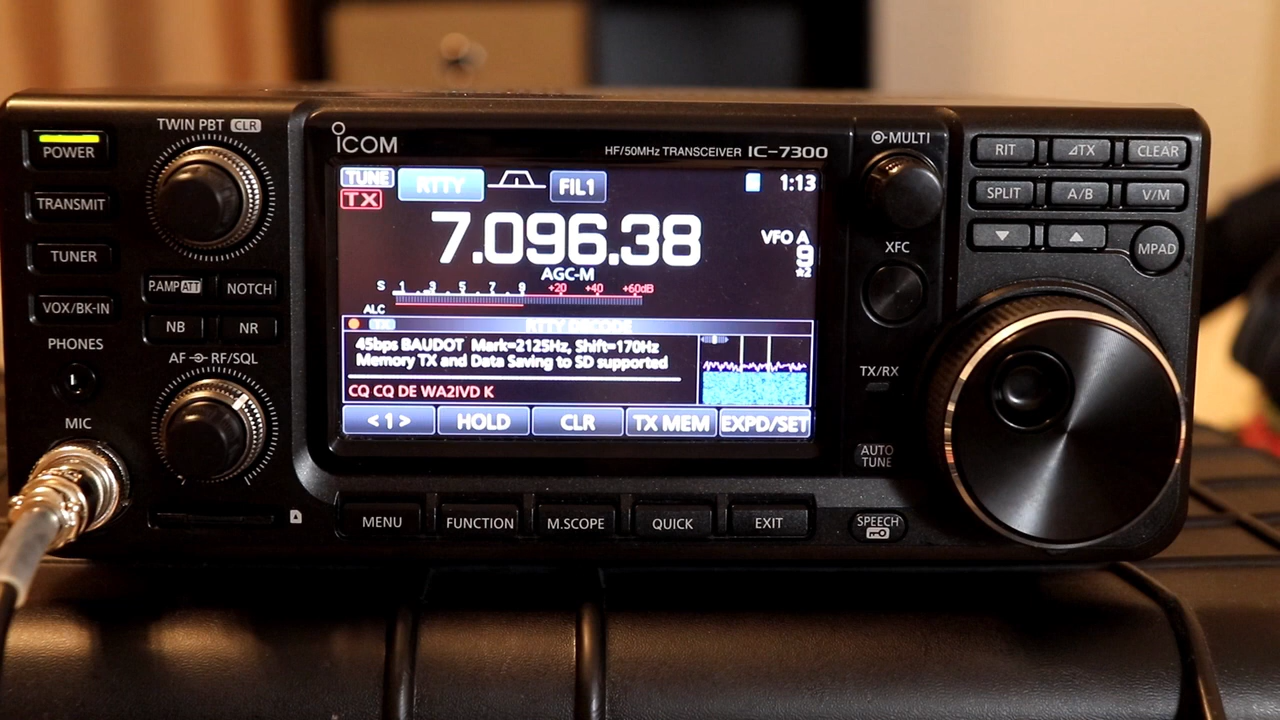 TWIN PBT CLR
POWER
TRANSMIT
TUNER
VOX/BK-IN
P.AMP ATT
NOTCH
NB
NR
PHONES
AF RF/SQL
MIC
ICOM
HF/50MHz TRANSCEIVER IC-7300
TUNE
RTTY
FIL1
1:13
TX
7.096.38
VFO A
9
AGC-M
S 1 3 5 7 9 +20 +40 +60dB
ALC
TX
RTTY DECODE
45bps BAUDOT Mark=2125Hz, Shift=170Hz
Memory TX and Data Saving to SD supported
CQ CQ DE WA2IVD K
<1>
HOLD
CLR
TX MEM
EXPD/SET
MENU
FUNCTION
M.SCOPE
QUICK
EXIT
MULTI
XFC
TX/RX
AUTO
TUNE
SPEECH
RIT
⊿TX
CLEAR
SPLIT
A/B
V/M
▼
▲
MPAD